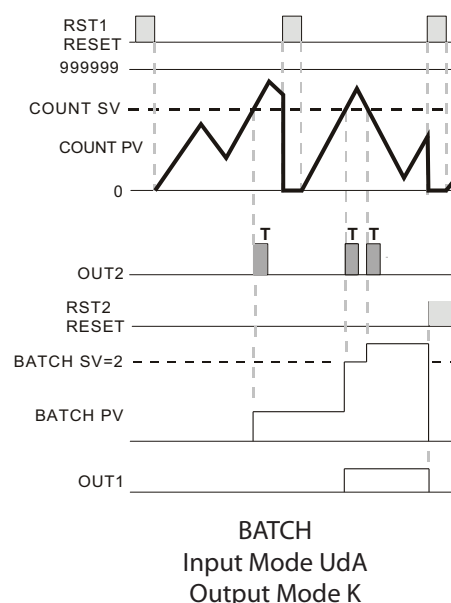 RST1
RESET
999999
COUNT SV
COUNT PV
0
T
T T
OUT2
RST2
RESET
BATCH SV=2
BATCH PV
OUT1
BATCH
Input Mode UdA
Output Mode K